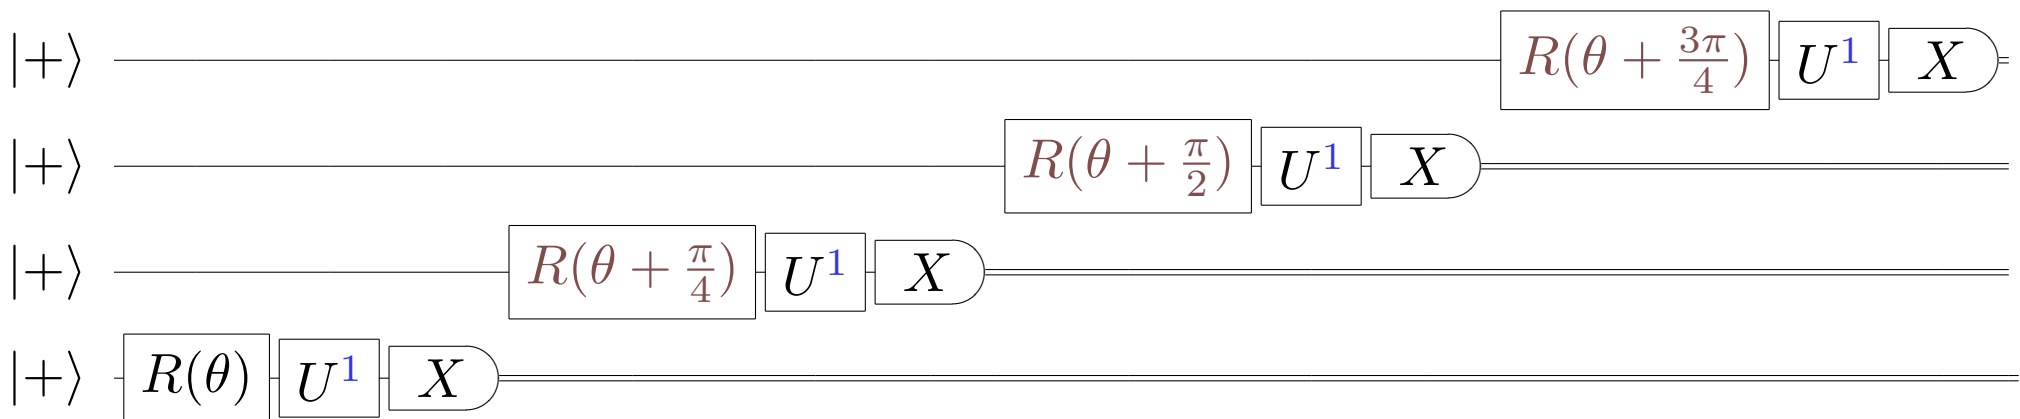 |+⟩ R(θ + 3π/4) U¹ X
|+⟩ R(θ + π/2) U¹ X
|+⟩ R(θ + π/4) U¹ X
|+⟩ R(θ) U¹ X